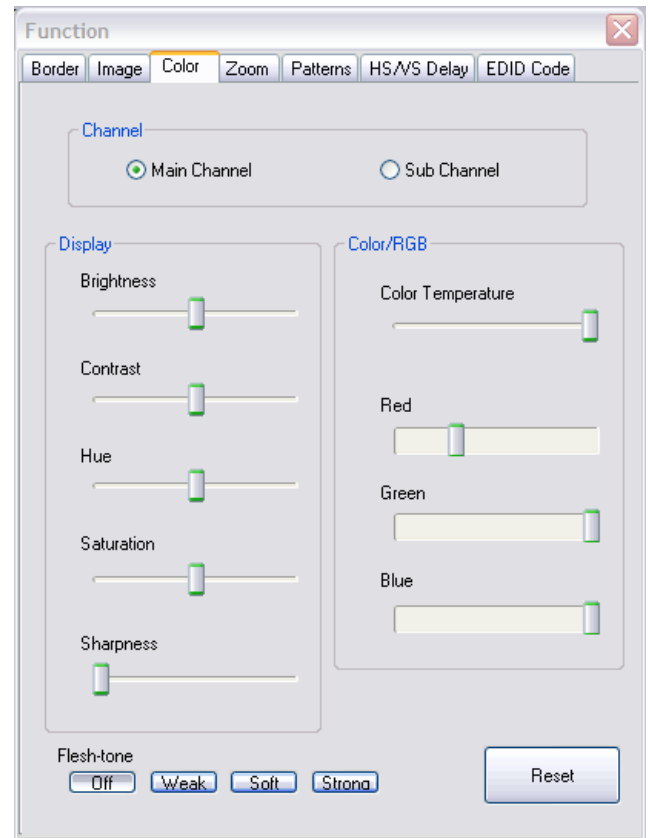 Function
Border Image Color Zoom Patterns HS/VS Delay EDID Code
Channel
Main Channel Sub Channel
Display
Brightness
Contrast
Hue
Saturation
Sharpness
Color/RGB
Color Temperature
Red
Green
Blue
Flesh-tone
Off Weak Soft Strong
Reset